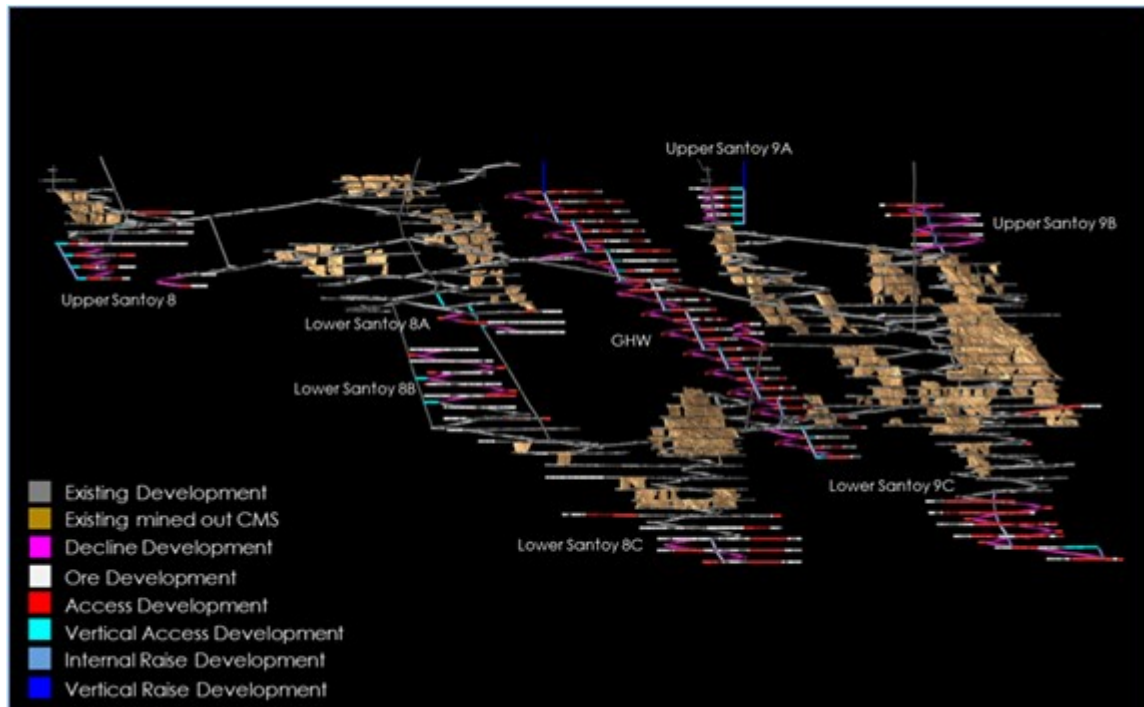 Upper Santoy 9A
Upper Santoy 9B
Upper Santoy 8
Lower Santoy 8A
GHW
Lower Santoy 8B
Lower Santoy 9C
Lower Santoy 8C
Existing Development
Existing mined out CMS
Decline Development
Ore Development
Access Development
Vertical Access Development
Internal Raise Development
Vertical Raise Development